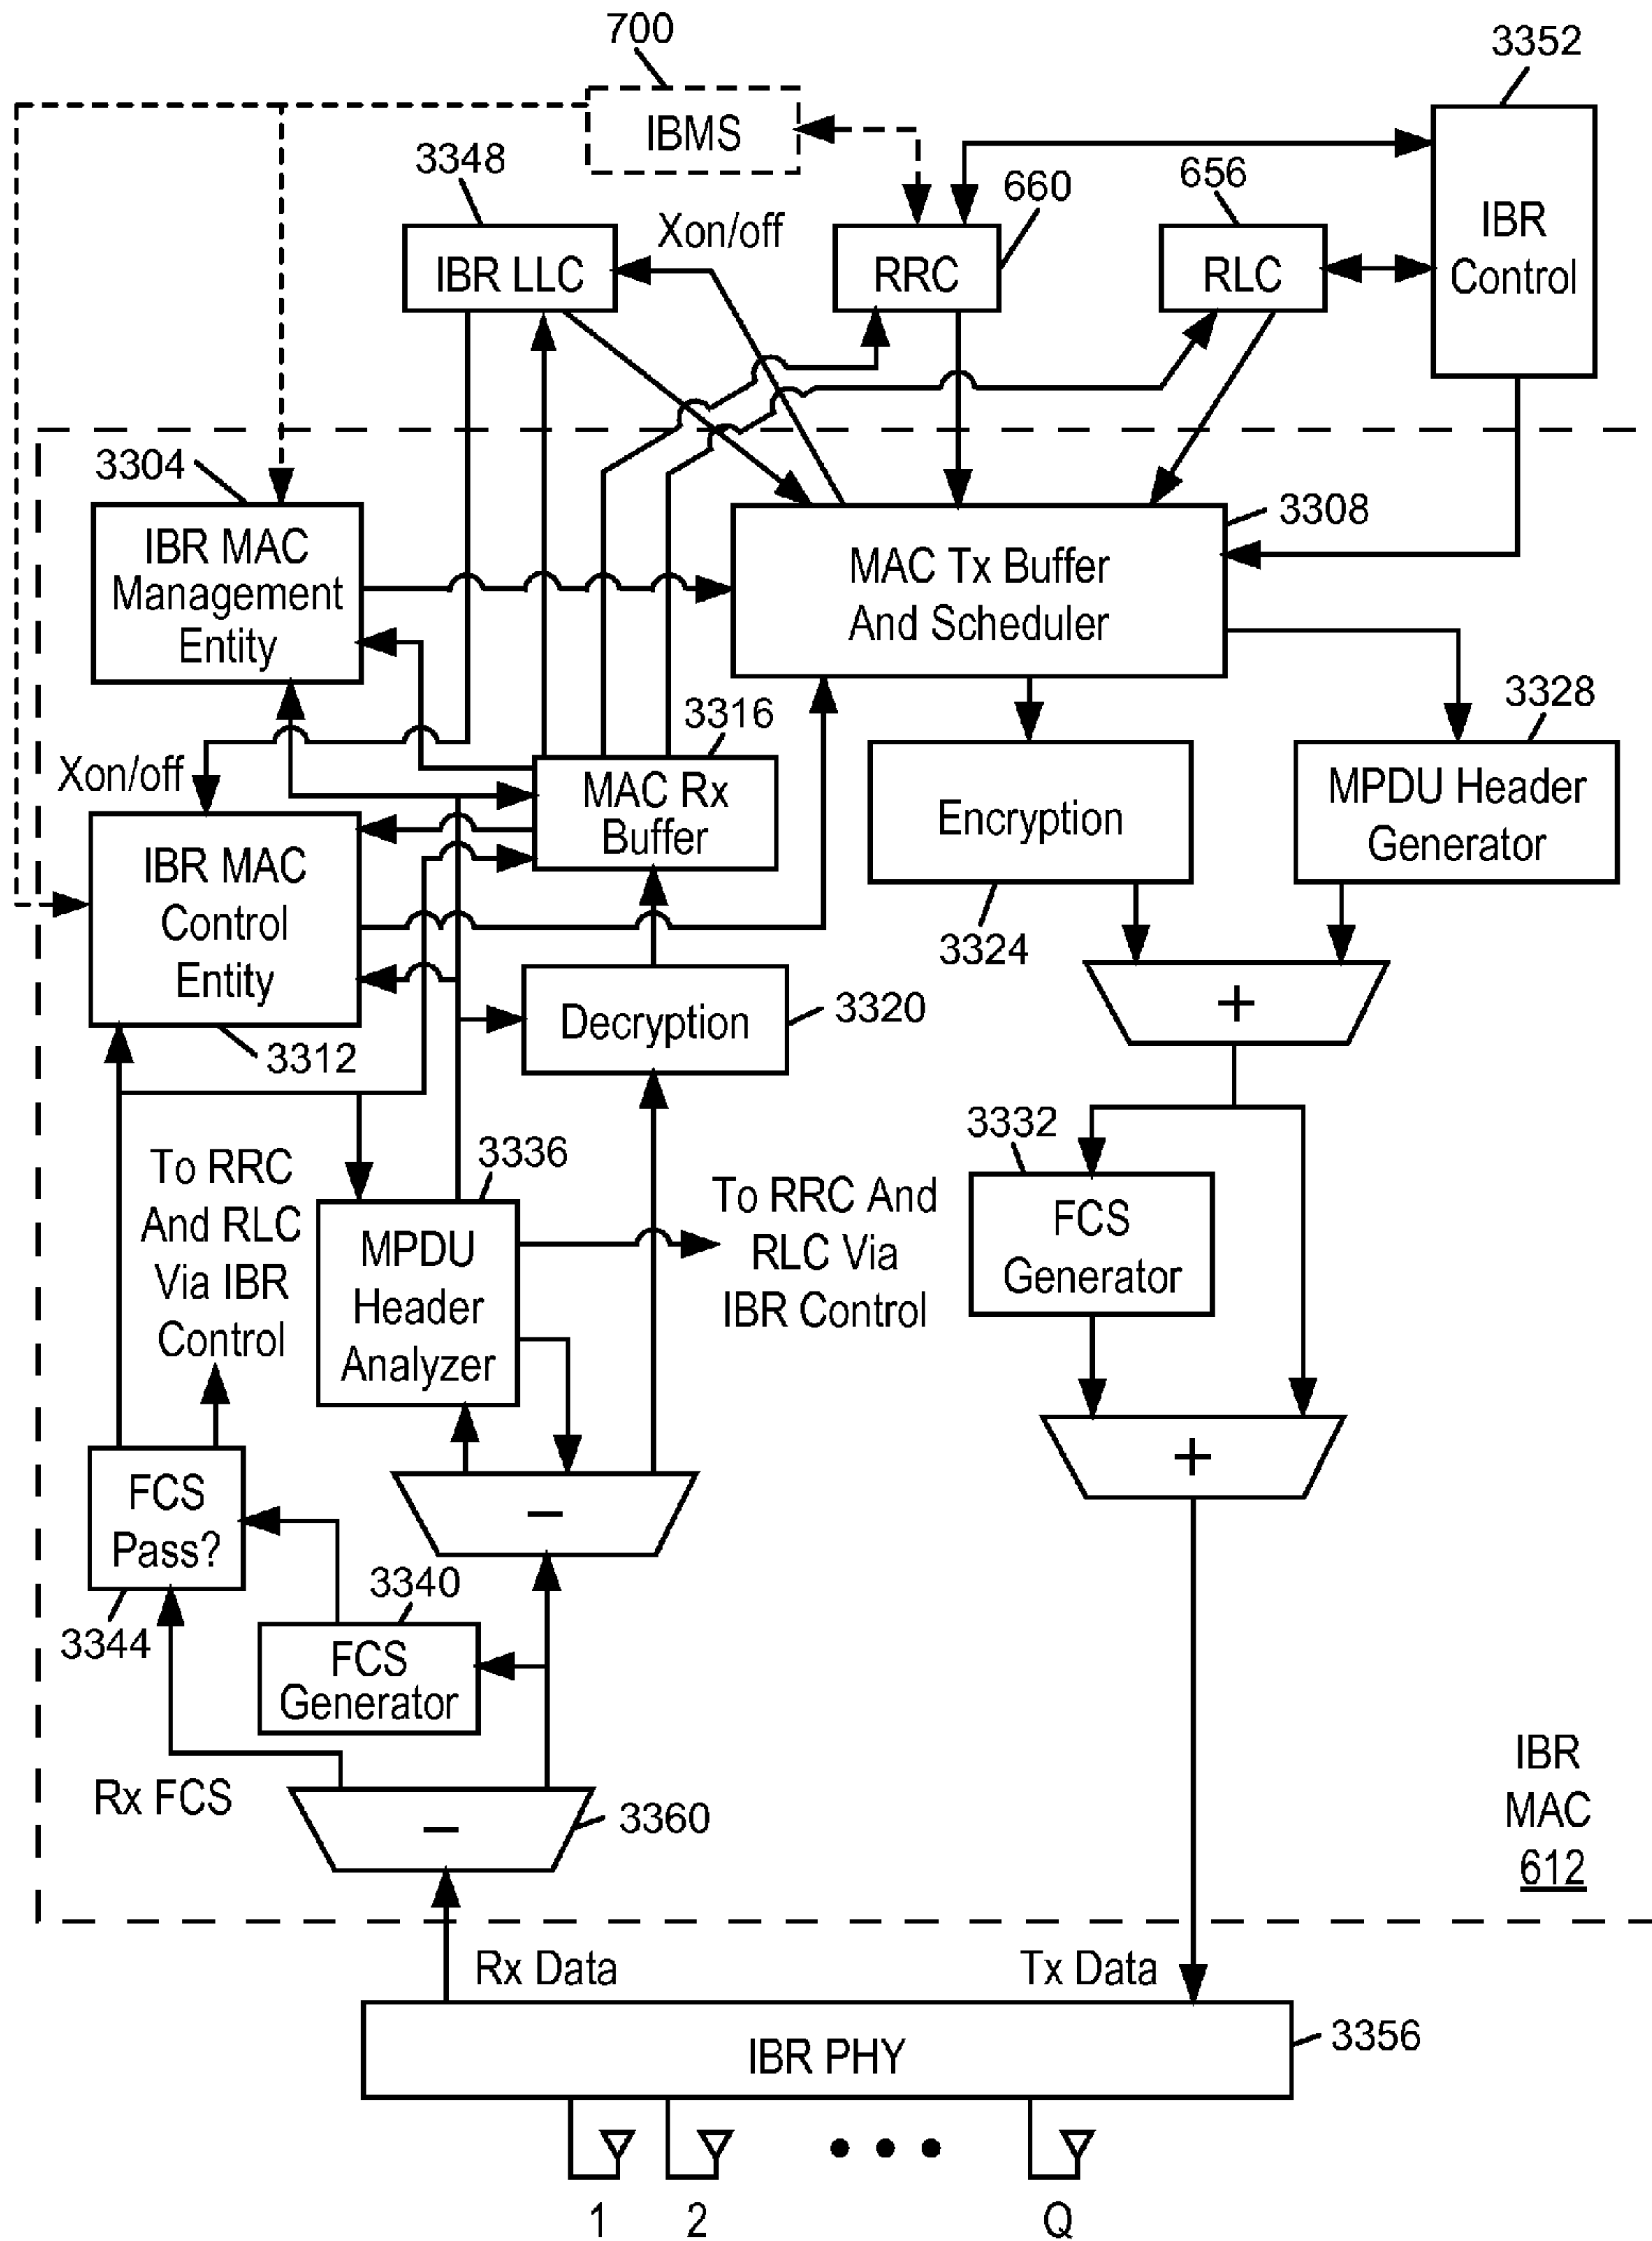 700
3352
IBMS
3348
660
656
Xon/off
IBR
Control
IBR LLC
RRC
RLC
3304
3308
IBR MAC
Management
Entity
MAC Tx Buffer
And Scheduler
3316
3328
Xon/off
MAC Rx
Buffer
Encryption
MPDU Header
Generator
IBR MAC
Control
Entity
3324
Decryption
3320
+
3312
3332
3336
To RRC
And RLC
Via IBR
Control
To RRC And
RLC Via
IBR Control
MPDU
Header
Analyzer
FCS
Generator
+
FCS
Pass?
−
3340
3344
FCS
Generator
Rx FCS
−
3360
IBR
MAC
612
Rx Data
Tx Data
IBR PHY
3356
1
2
Q